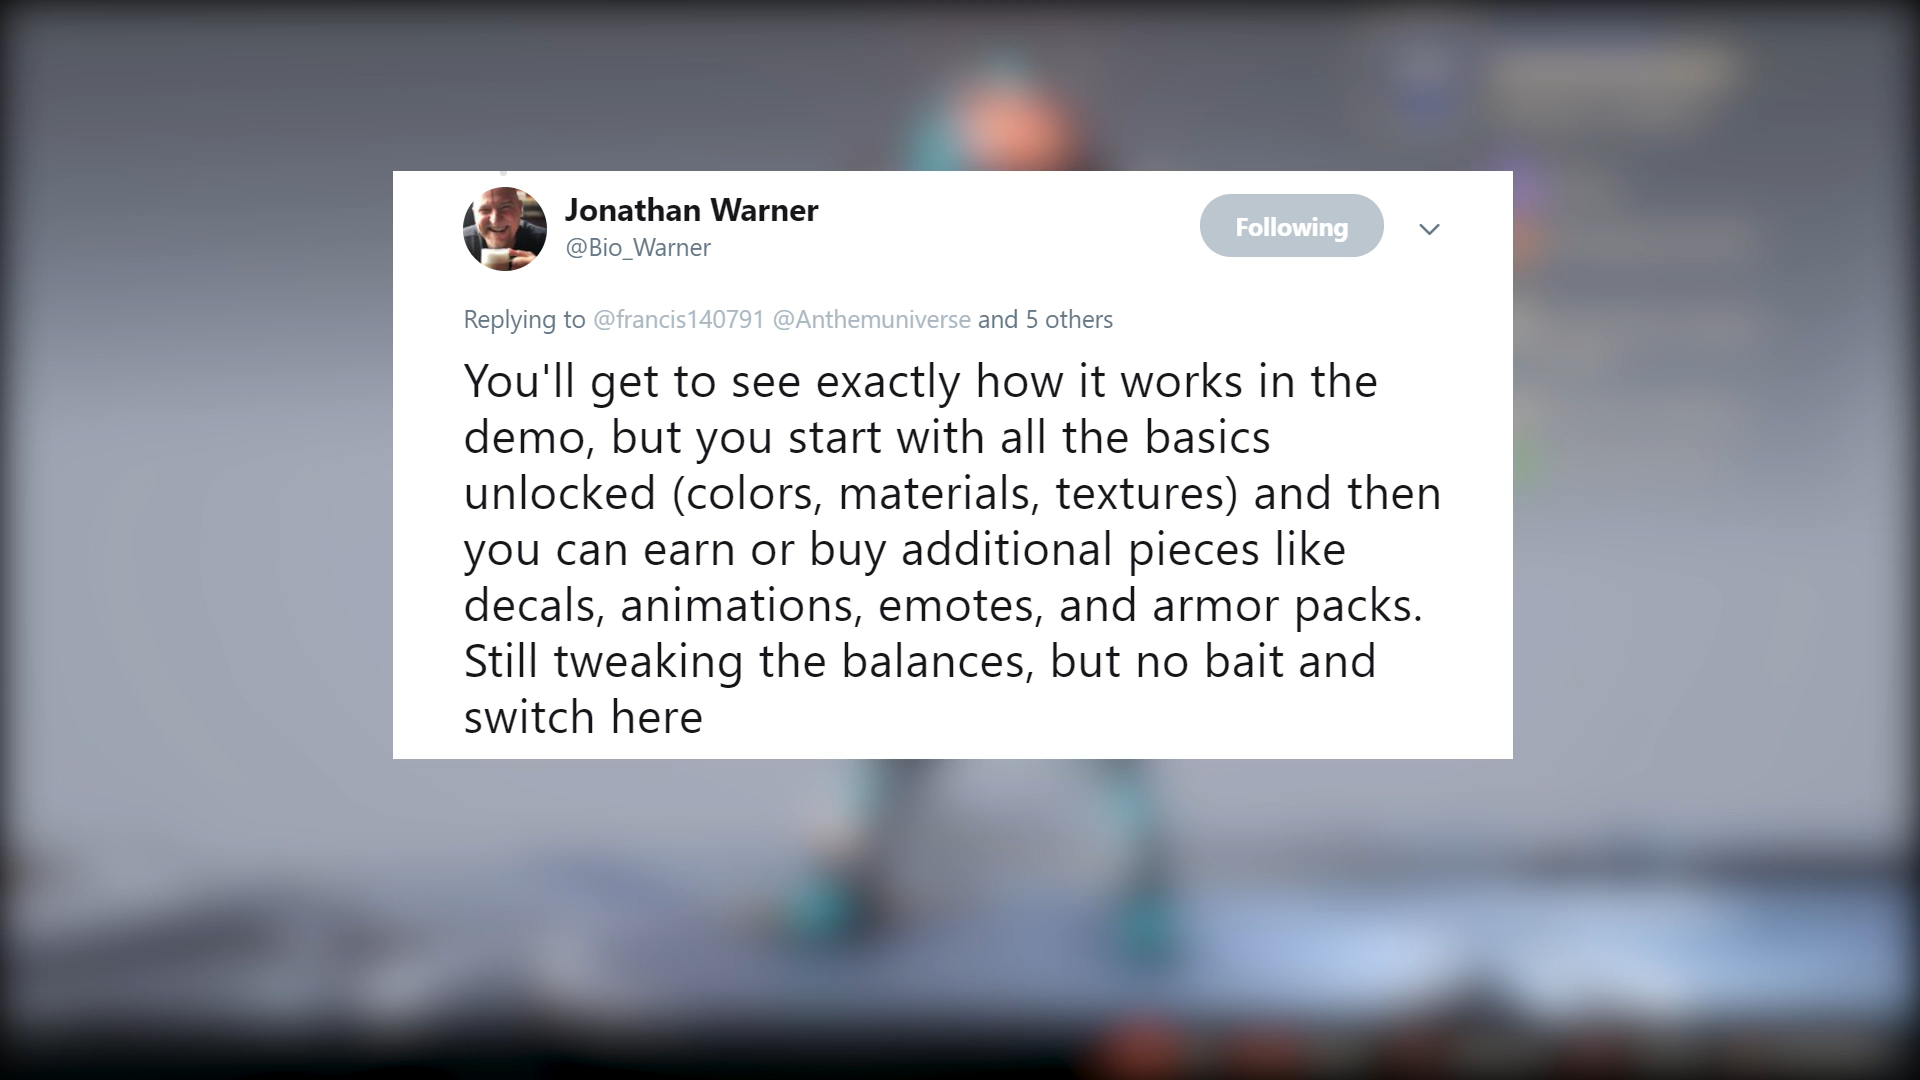 Jonathan Warner
@Bio_Warner
Following
Replying to @francis140791 @Anthemuniverse and 5 others
You'll get to see exactly how it works in the
demo, but you start with all the basics
unlocked (colors, materials, textures) and then
you can earn or buy additional pieces like
decals, animations, emotes, and armor packs.
Still tweaking the balances, but no bait and
switch here